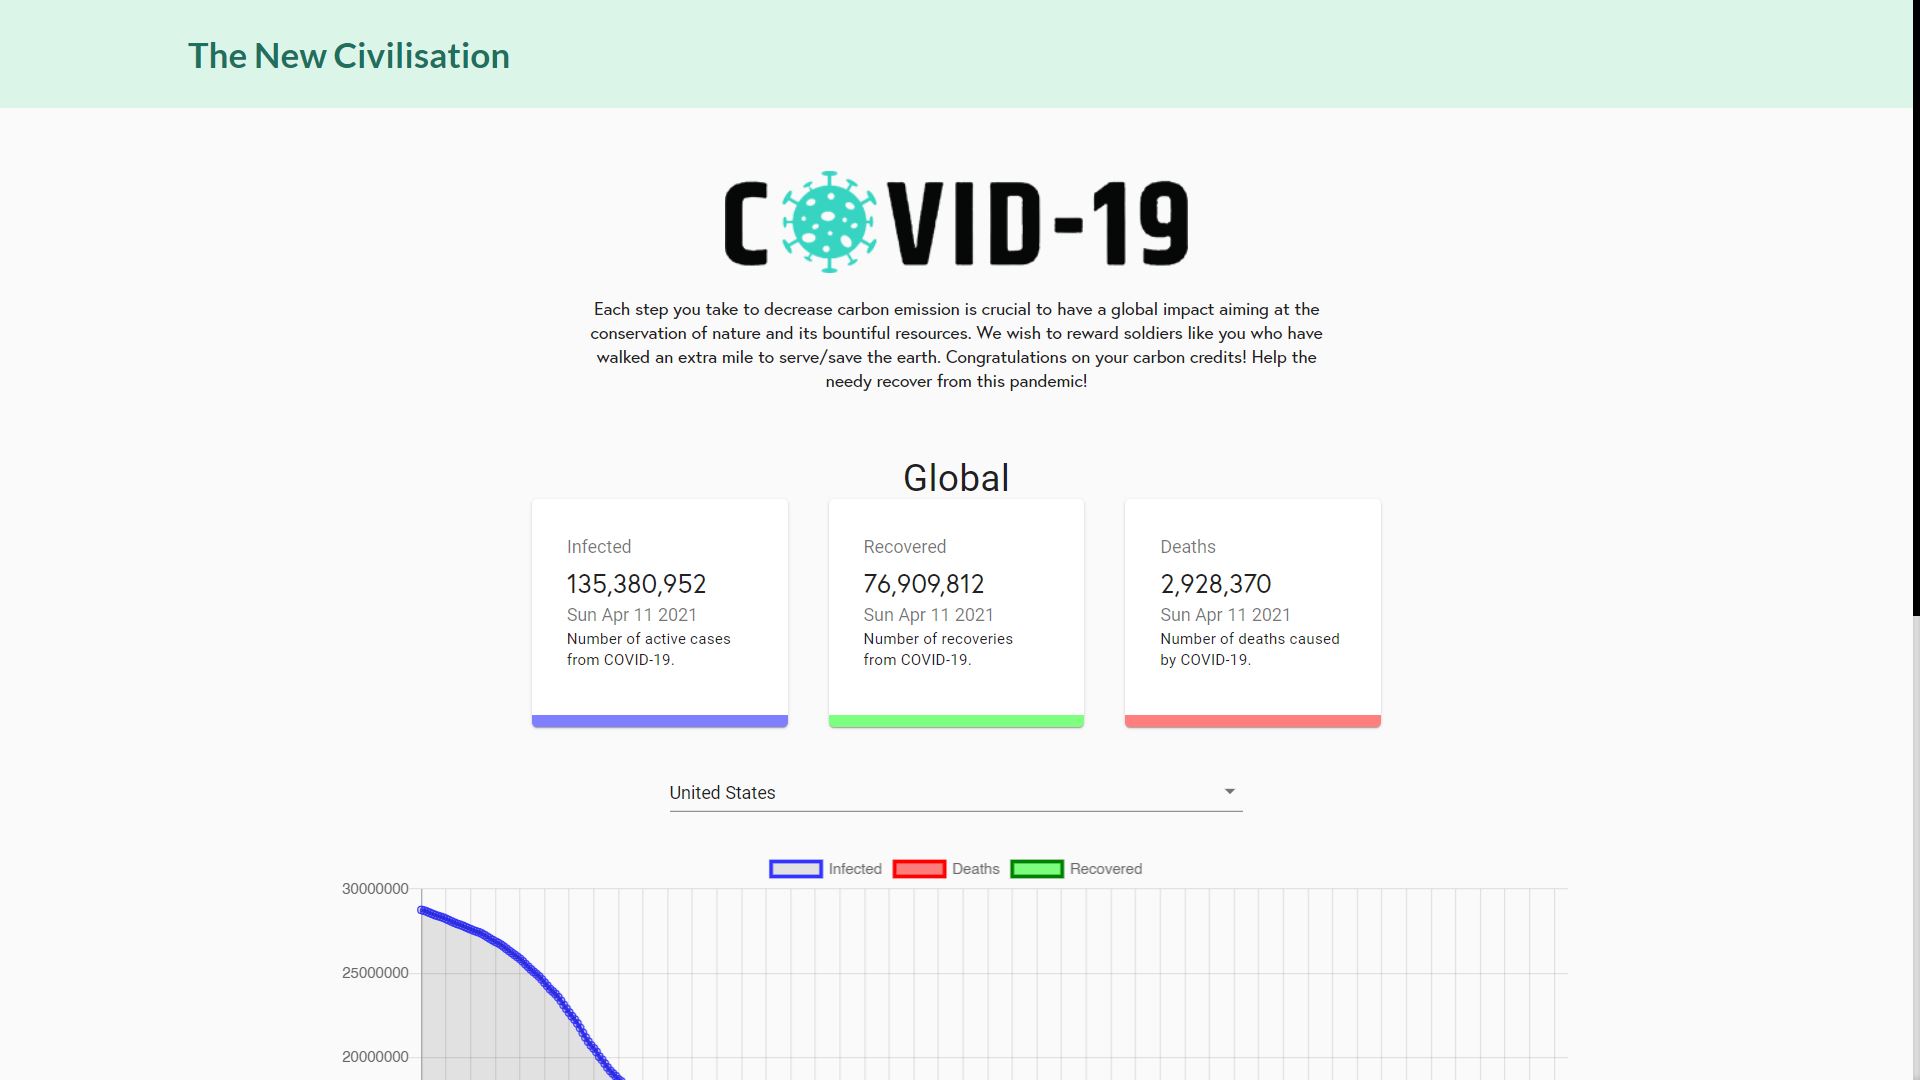 The New Civilisation
COVID-19
Each step you take to decrease carbon emission is crucial to have a global impact aiming at the
conservation of nature and its bountiful resources. We wish to reward soldiers like you who have
walked an extra mile to serve/save the earth. Congratulations on your carbon credits! Help the
needy recover from this pandemic!
Global
Infected
135,380,952
Sun Apr 11 2021
Number of active cases
from COVID-19.
Recovered
76,909,812
Sun Apr 11 2021
Number of recoveries
from COVID-19.
Deaths
2,928,370
Sun Apr 11 2021
Number of deaths caused
by COVID-19.
United States
Infected Deaths Recovered
30000000
25000000
20000000